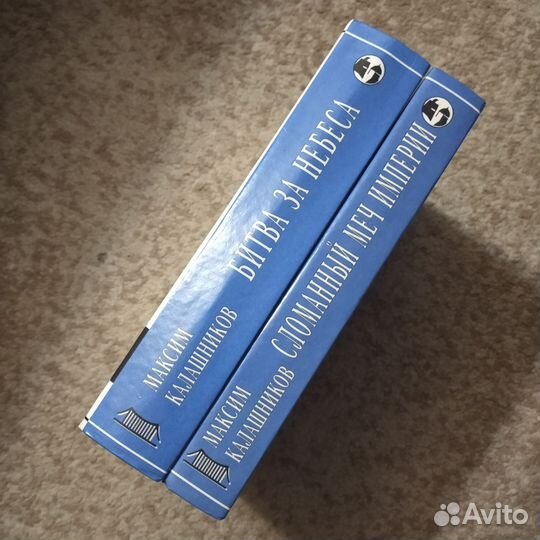 МАКСИМ
КАЛАШНИКОВ
БИТВА ЗА НЕБЕСА
МАКСИМ
КАЛАШНИКОВ
СЛОМАННЫЙ МЕЧ ИМПЕРИИ
Avito